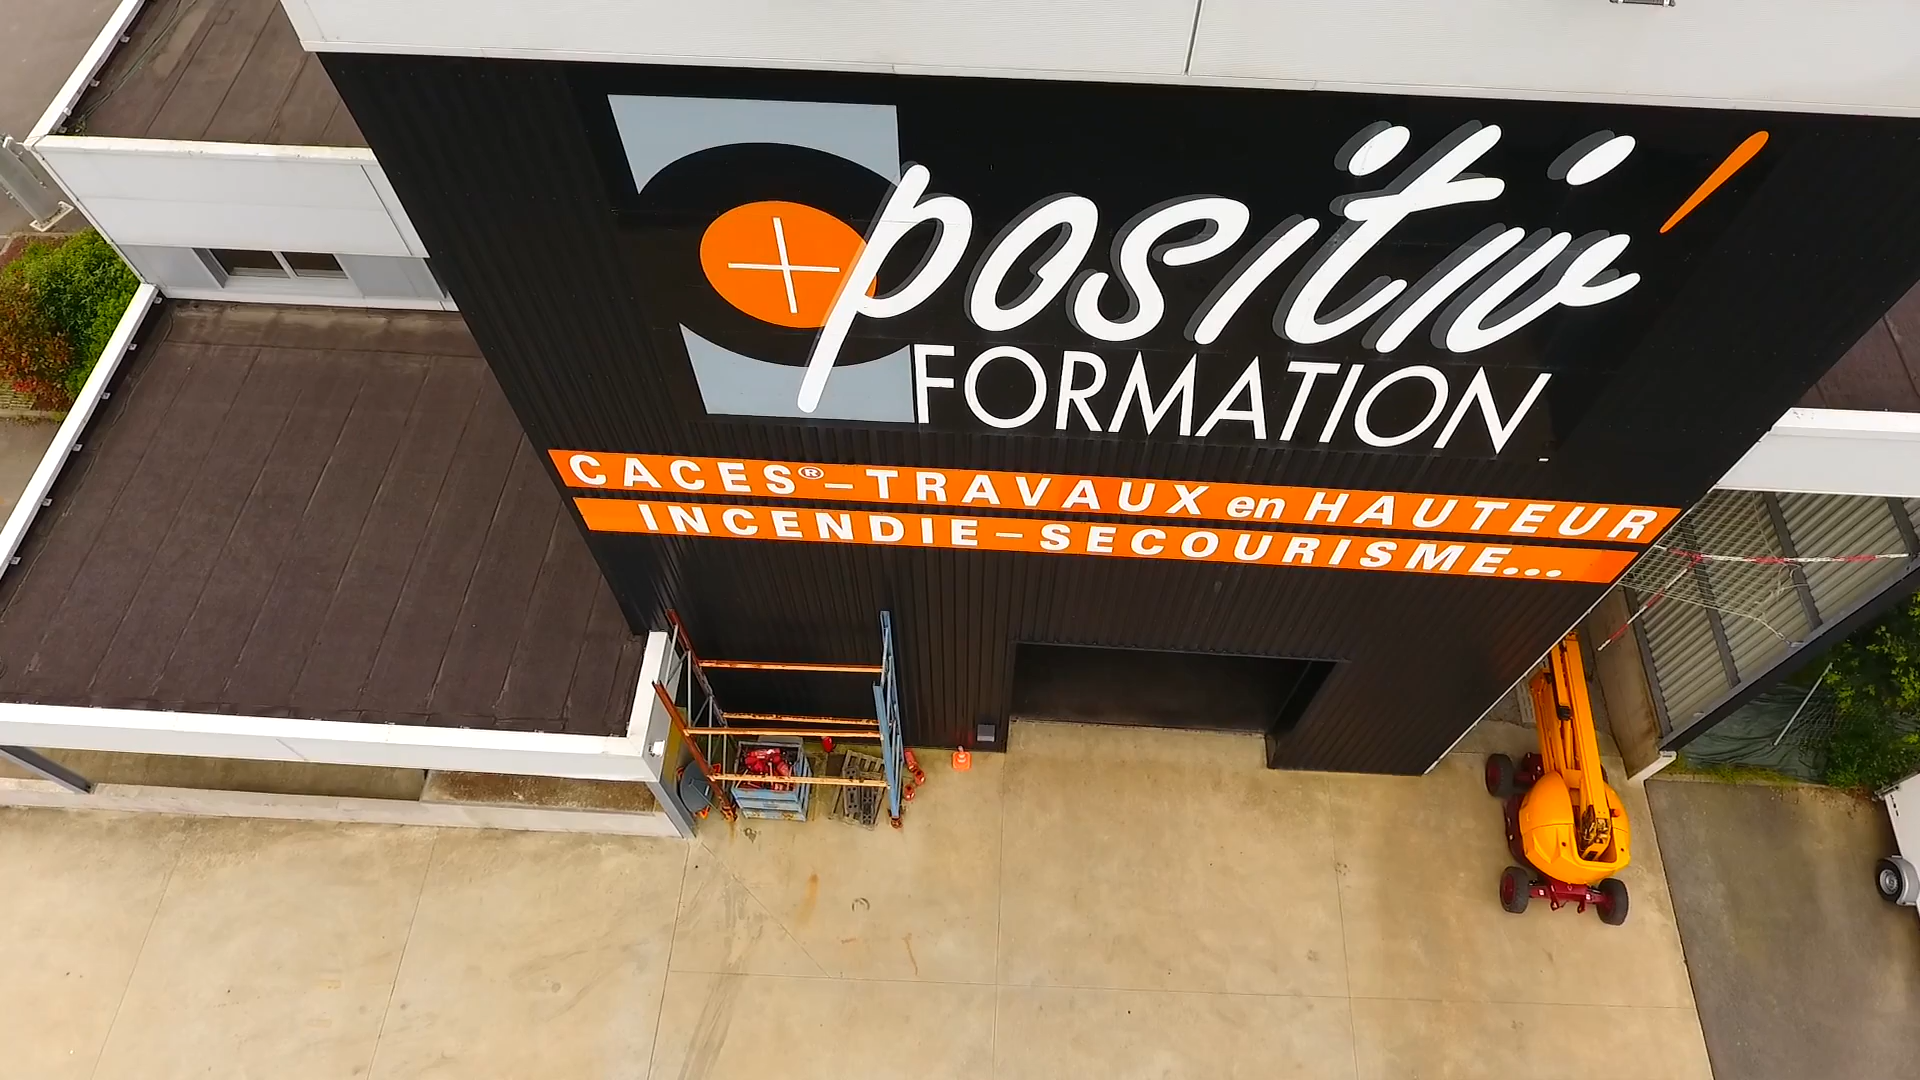 positiv'
FORMATION
CACES®-TRAVAUX en HAUTEUR
INCENDIE-SECOURISME...